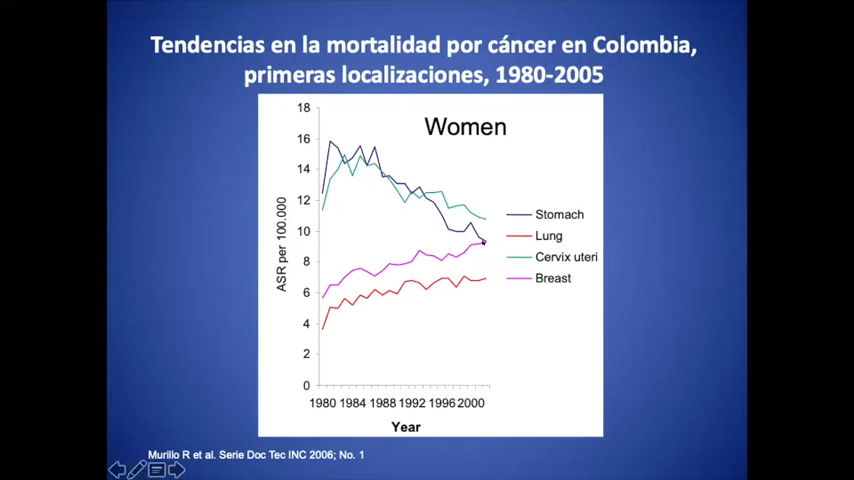 Tendencias en la mortalidad por cáncer en Colombia,
primeras localizaciones, 1980-2005
Women
18
16
14
12
10
8
6
4
2
0
ASR per 100.000
1980 1984 1988 1992 1996 2000
Year
Stomach
Lung
Cervix uteri
Breast
Murillo R et al. Serie Doc Tec INC 2006; No. 1